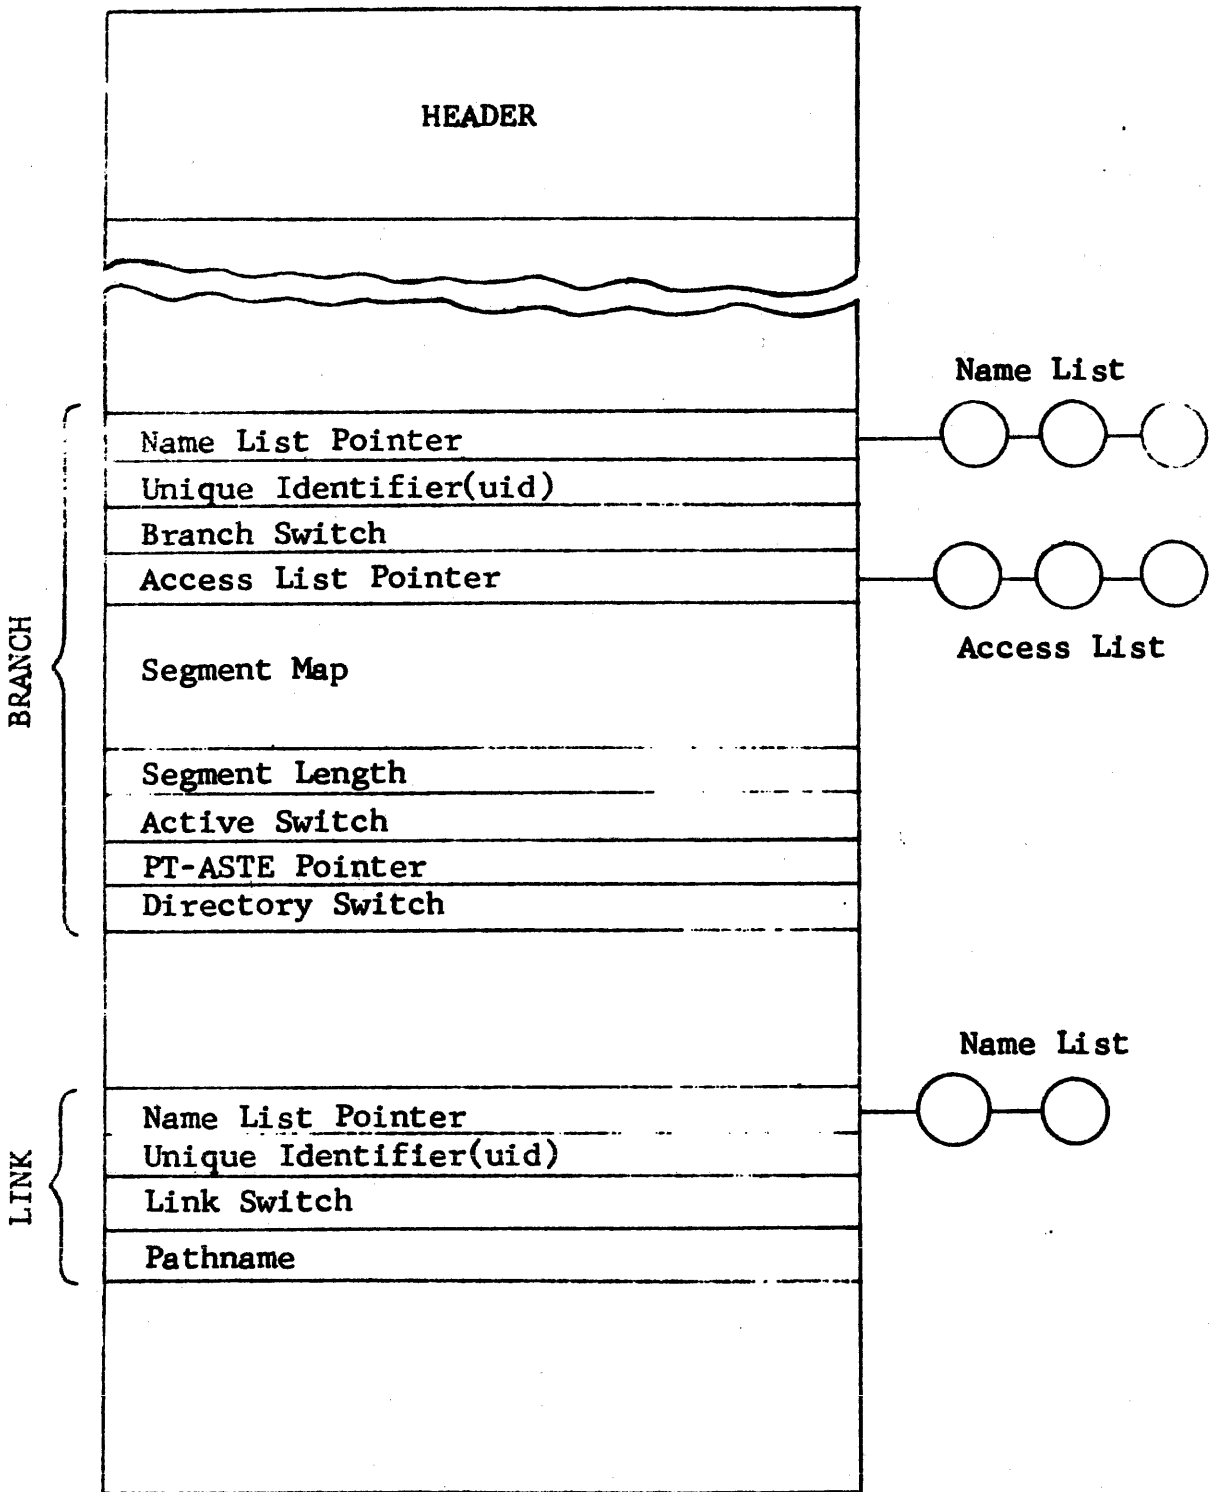 HEADER
Name List
Name List Pointer
Unique Identifier(uid)
Branch Switch
Access List Pointer
Access List
BRANCH
Segment Map
Segment Length
Active Switch
PT-ASTE Pointer
Directory Switch
Name List
LINK
Name List Pointer
Unique Identifier(uid)
Link Switch
Pathname